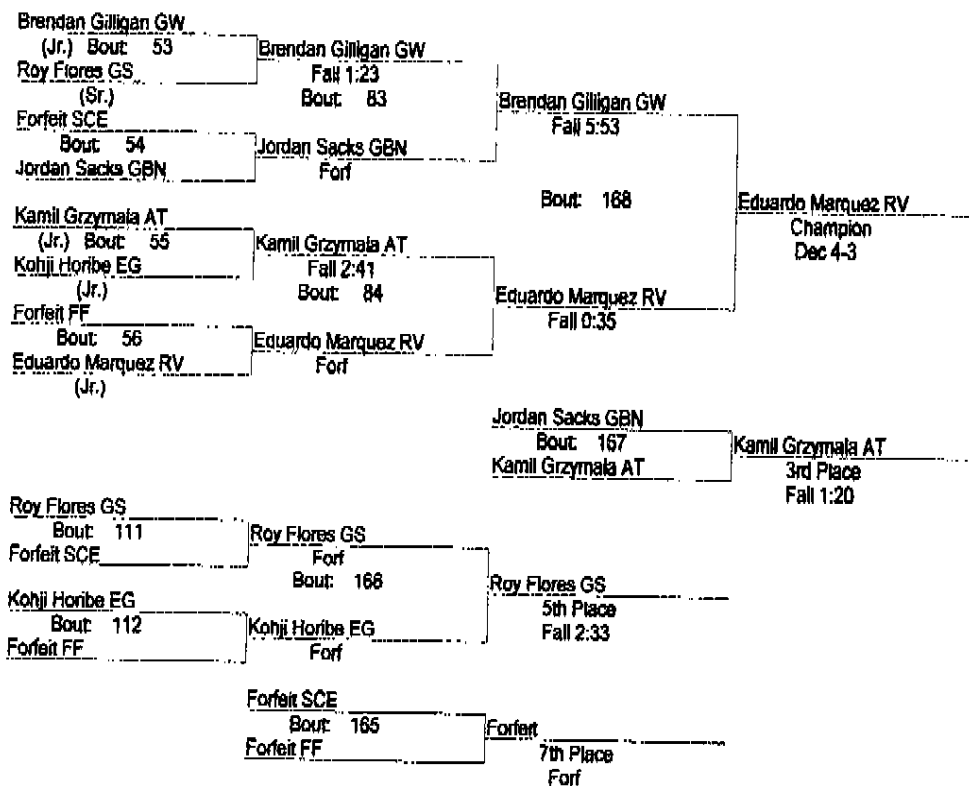 Brendan Gilligan GW
(Jr.) Bout: 53
Brendan Gilligan GW
Roy Flores GS
Fall 1:23
(Sr.)
Bout: 83
Brendan Gilligan GW
Forfeit SCE
Fall 5:53
Bout: 54
Jordan Sacks GBN
Jordan Sacks GBN
Forf
Bout: 168
Eduardo Marquez RV
Kamil Grzymala AT
Champion
(Jr.) Bout: 55
Kamil Grzymala AT
Dec 4-3
Kohji Horibe EG
Fall 2:41
(Jr.)
Bout: 84
Eduardo Marquez RV
Forfeit FF
Fall 0:35
Bout: 56
Eduardo Marquez RV
Eduardo Marquez RV
Forf
(Jr.)
Jordan Sacks GBN
Bout: 167
Kamil Grzymala AT
Kamil Grzymala AT
3rd Place
Fall 1:20
Roy Flores GS
Bout: 111
Roy Flores GS
Forfeit SCE
Forf
Bout: 166
Roy Flores GS
Kohji Horibe EG
5th Place
Bout: 112
Kohji Horibe EG
Fall 2:33
Forfeit FF
Forf
Forfeit SCE
Bout: 165
Forfeit
Forfeit FF
7th Place
Forf